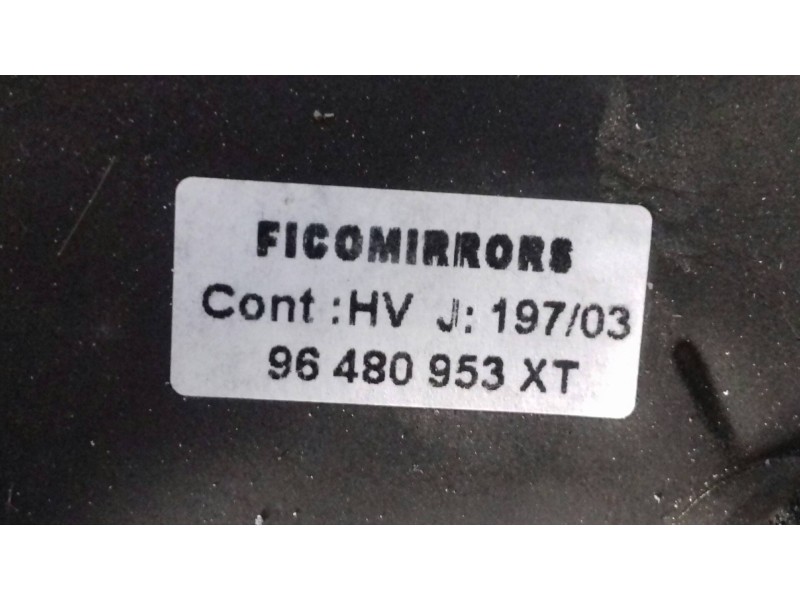 FICOMIRRORS
Cont : HV J: 197/03
96 480 953 XT